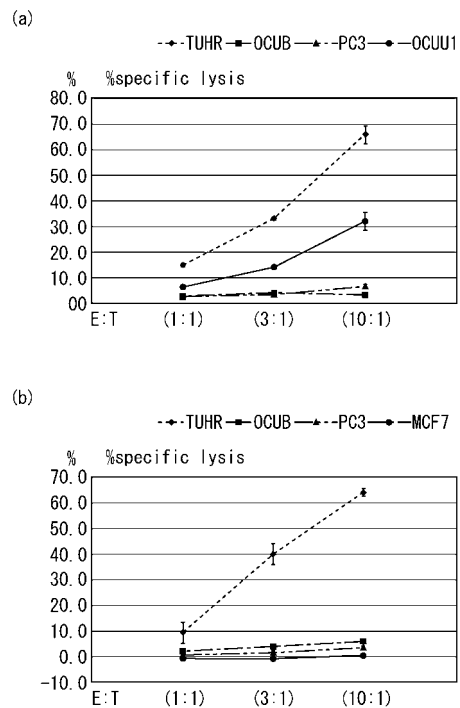 (a)
TUHR OCUB PC3 OCUU1
% %specific lysis
80.0
70.0
60.0
50.0
40.0
30.0
20.0
10.0
00
E:T (1:1) (3:1) (10:1)
(b)
TUHR OCUB PC3 MCF7
% %specific lysis
70.0
60.0
50.0
40.0
30.0
20.0
10.0
0.0
-10.0
E:T (1:1) (3:1) (10:1)